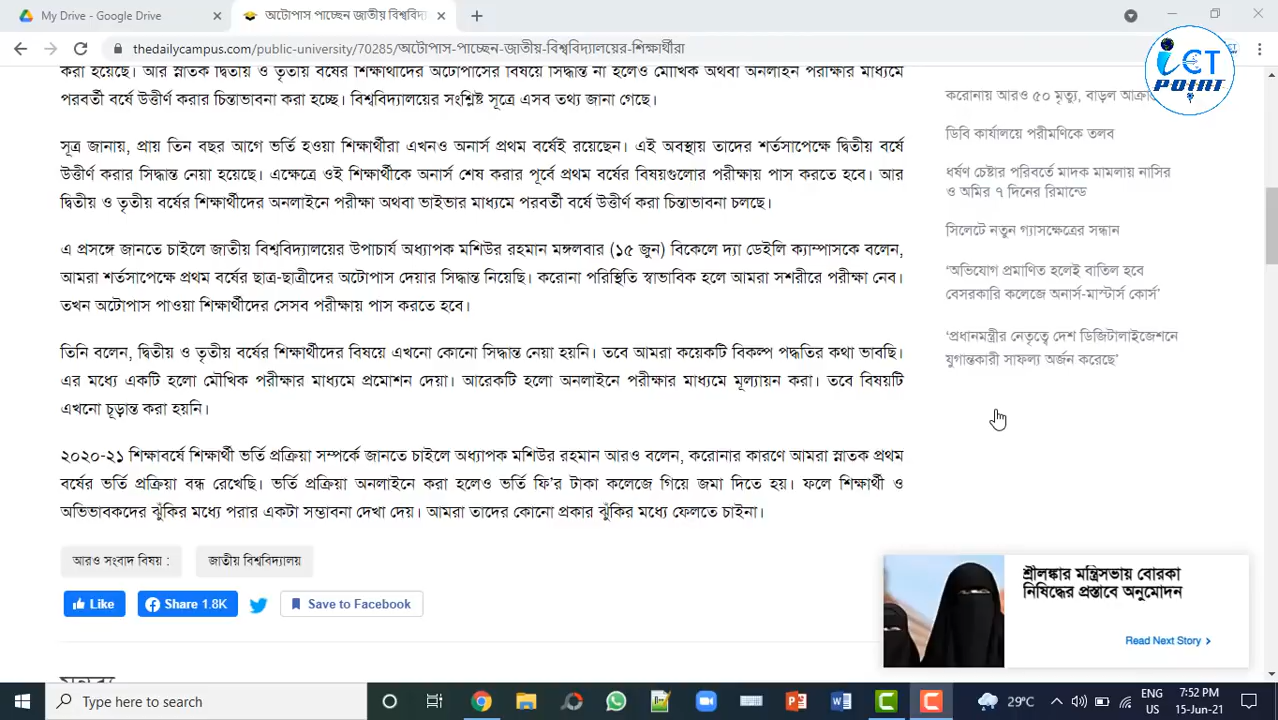 My Drive - Google Drive
অটোপাস পাচ্ছেন জাতীয় বিশ্ববিদ্য
thedailycampus.com/public-university/70285/অটোপাস-পাচ্ছেন-জাতীয়-বিশ্ববিদ্যালয়ের-শিক্ষার্থীরা
iCT
POINT
করা হয়েছে। আর স্নাতক দ্বিতীয় ও তৃতীয় বর্ষের শিক্ষার্থীদের অটোপাসের বিষয়ে সিদ্ধান্ত না হলেও মৌখিক অথবা অনলাইন পরীক্ষার মাধ্যমে
পরবর্তী বর্ষে উত্তীর্ণ করার চিন্তাভাবনা করা হচ্ছে। বিশ্ববিদ্যালয়ের সংশ্লিষ্ট সূত্রে এসব তথ্য জানা গেছে।
সূত্র জানায়, প্রায় তিন বছর আগে ভর্তি হওয়া শিক্ষার্থীরা এখনও অনার্স প্রথম বর্ষেই রয়েছেন। এই অবস্থায় তাদের শর্তসাপেক্ষে দ্বিতীয় বর্ষে
উত্তীর্ণ করার সিদ্ধান্ত নেয়া হয়েছে। এক্ষেত্রে ওই শিক্ষার্থীকে অনার্স শেষ করার পূর্বে প্রথম বর্ষের বিষয়গুলোর পরীক্ষায় পাস করতে হবে। আর
দ্বিতীয় ও তৃতীয় বর্ষের শিক্ষার্থীদের অনলাইনে পরীক্ষা অথবা ভাইভার মাধ্যমে পরবর্তী বর্ষে উত্তীর্ণ করা চিন্তাভাবনা চলছে।
এ প্রসঙ্গে জানতে চাইলে জাতীয় বিশ্ববিদ্যালয়ের উপাচার্য অধ্যাপক মশিউর রহমান মঙ্গলবার (১৫ জুন) বিকেলে দ্যা ডেইলি ক্যাম্পাসকে বলেন,
আমরা শর্তসাপেক্ষে প্রথম বর্ষের ছাত্র-ছাত্রীদের অটোপাস দেয়ার সিদ্ধান্ত নিয়েছি। করোনা পরিস্থিতি স্বাভাবিক হলে আমরা সশরীরে পরীক্ষা নেব।
তখন অটোপাস পাওয়া শিক্ষার্থীদের সেসব পরীক্ষায় পাস করতে হবে।
তিনি বলেন, দ্বিতীয় ও তৃতীয় বর্ষের শিক্ষার্থীদের বিষয়ে এখনো কোনো সিদ্ধান্ত নেয়া হয়নি। তবে আমরা কয়েকটি বিকল্প পদ্ধতির কথা ভাবছি।
এর মধ্যে একটি হলো মৌখিক পরীক্ষার মাধ্যমে প্রমোশন দেয়া। আরেকটি হলো অনলাইনে পরীক্ষার মাধ্যমে মূল্যায়ন করা। তবে বিষয়টি
এখনো চূড়ান্ত করা হয়নি।
২০২০-২১ শিক্ষাবর্ষে শিক্ষার্থী ভর্তি প্রক্রিয়া সম্পর্কে জানতে চাইলে অধ্যাপক মশিউর রহমান আরও বলেন, করোনার কারণে আমরা স্নাতক প্রথম
বর্ষের ভর্তি প্রক্রিয়া বন্ধ রেখেছি। ভর্তি প্রক্রিয়া অনলাইনে করা হলেও ভর্তি ফি'র টাকা কলেজে গিয়ে জমা দিতে হয়। ফলে শিক্ষার্থী ও
অভিভাবকদের ঝুঁকির মধ্যে পরার একটা সম্ভাবনা দেখা দেয়। আমরা তাদের কোনো প্রকার ঝুঁকির মধ্যে ফেলতে চাইনা।
আরও সংবাদ বিষয় :
জাতীয় বিশ্ববিদ্যালয়
Like
Share 1.8K
Save to Facebook
মন্তব্য
করোনায় আরও ৫০ মৃত্যু, বাড়ল
ডিবি কার্যালয়ে পরীমণিকে তলব
ধর্ষণ চেষ্টার পরিবর্তে মাদক মামলায় নাসির
ও অমির ৭ দিনের রিমান্ডে
সিলেটে নতুন গ্যাসক্ষেত্রের সন্ধান
'অভিযোগ প্রমাণিত হলেই বাতিল হবে
বেসরকারি কলেজে অনার্স-মাস্টার্স কোর্স'
'প্রধানমন্ত্রীর নেতৃত্বে দেশ ডিজিটালাইজেশনে
যুগান্তকারী সাফল্য অর্জন করেছে'
শ্রীলঙ্কার মন্ত্রিসভায় বোরকা
নিষিদ্ধের প্রস্তাবে অনুমোদন
Read Next Story
Type here to search
29°C
ENG
US
7:52 PM
15-Jun-21